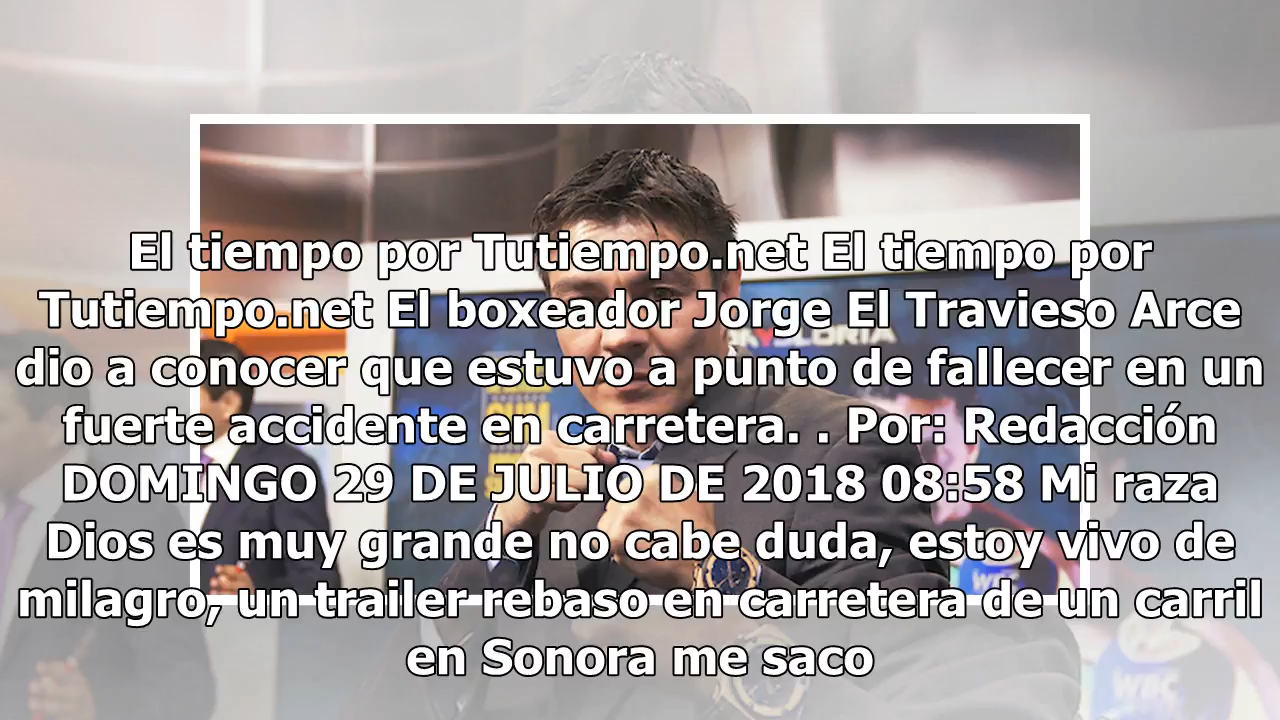 El tiempo por Tutiempo.net El tiempo por
Tutiempo.net El boxeador Jorge El Travieso Arce
dio a conocer que estuvo a punto de fallecer en un
fuerte accidente en carretera. . Por: Redacción
DOMINGO 29 DE JULIO DE 2018 08:58 Mi raza
Dios es muy grande no cabe duda, estoy vivo de
milagro, un trailer rebaso en carretera de un carril
en Sonora me saco
WBC